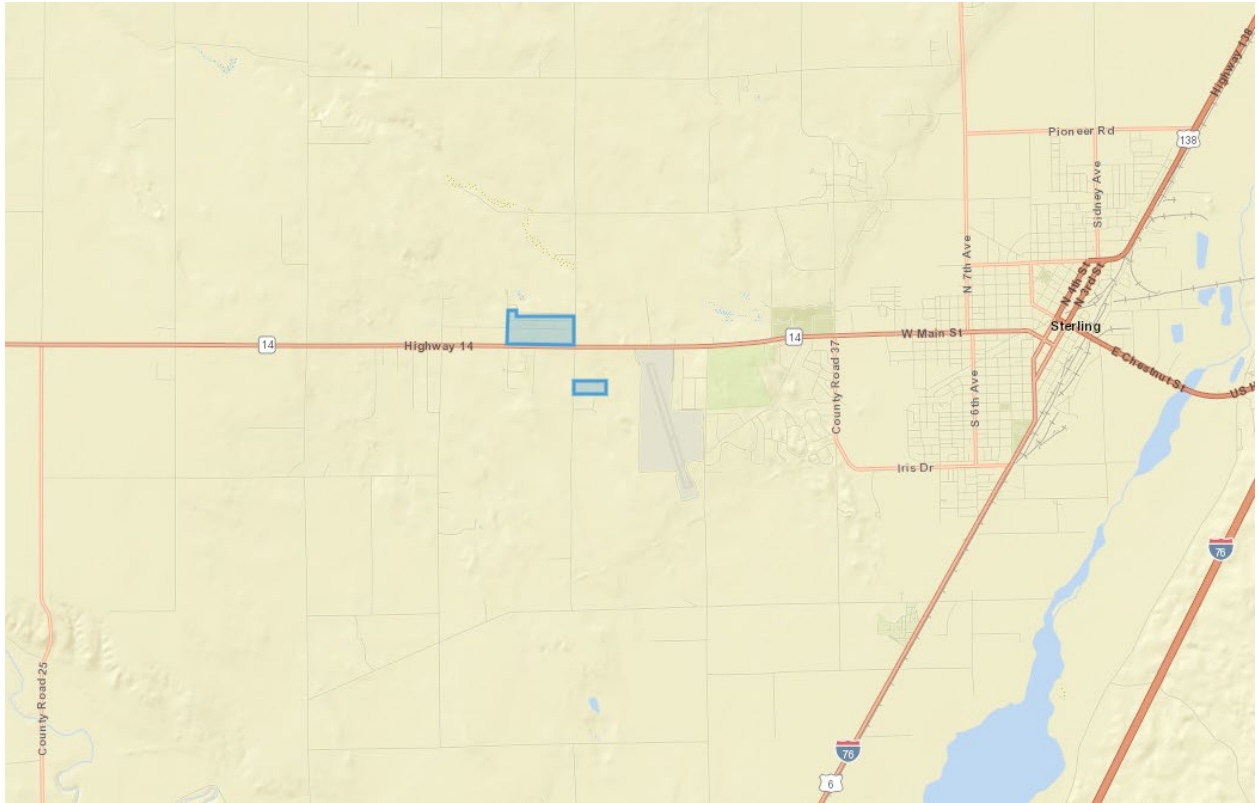 Highway 138
Pioneer Rd
138
Sidney Ave
N 7th Ave
N 4th St
N 3rd St
Sterling
14
Highway 14
14
W Main St
County Road 37
E Chestnut St
US H
S 6th Ave
Iris Dr
76
County Road 25
76
6